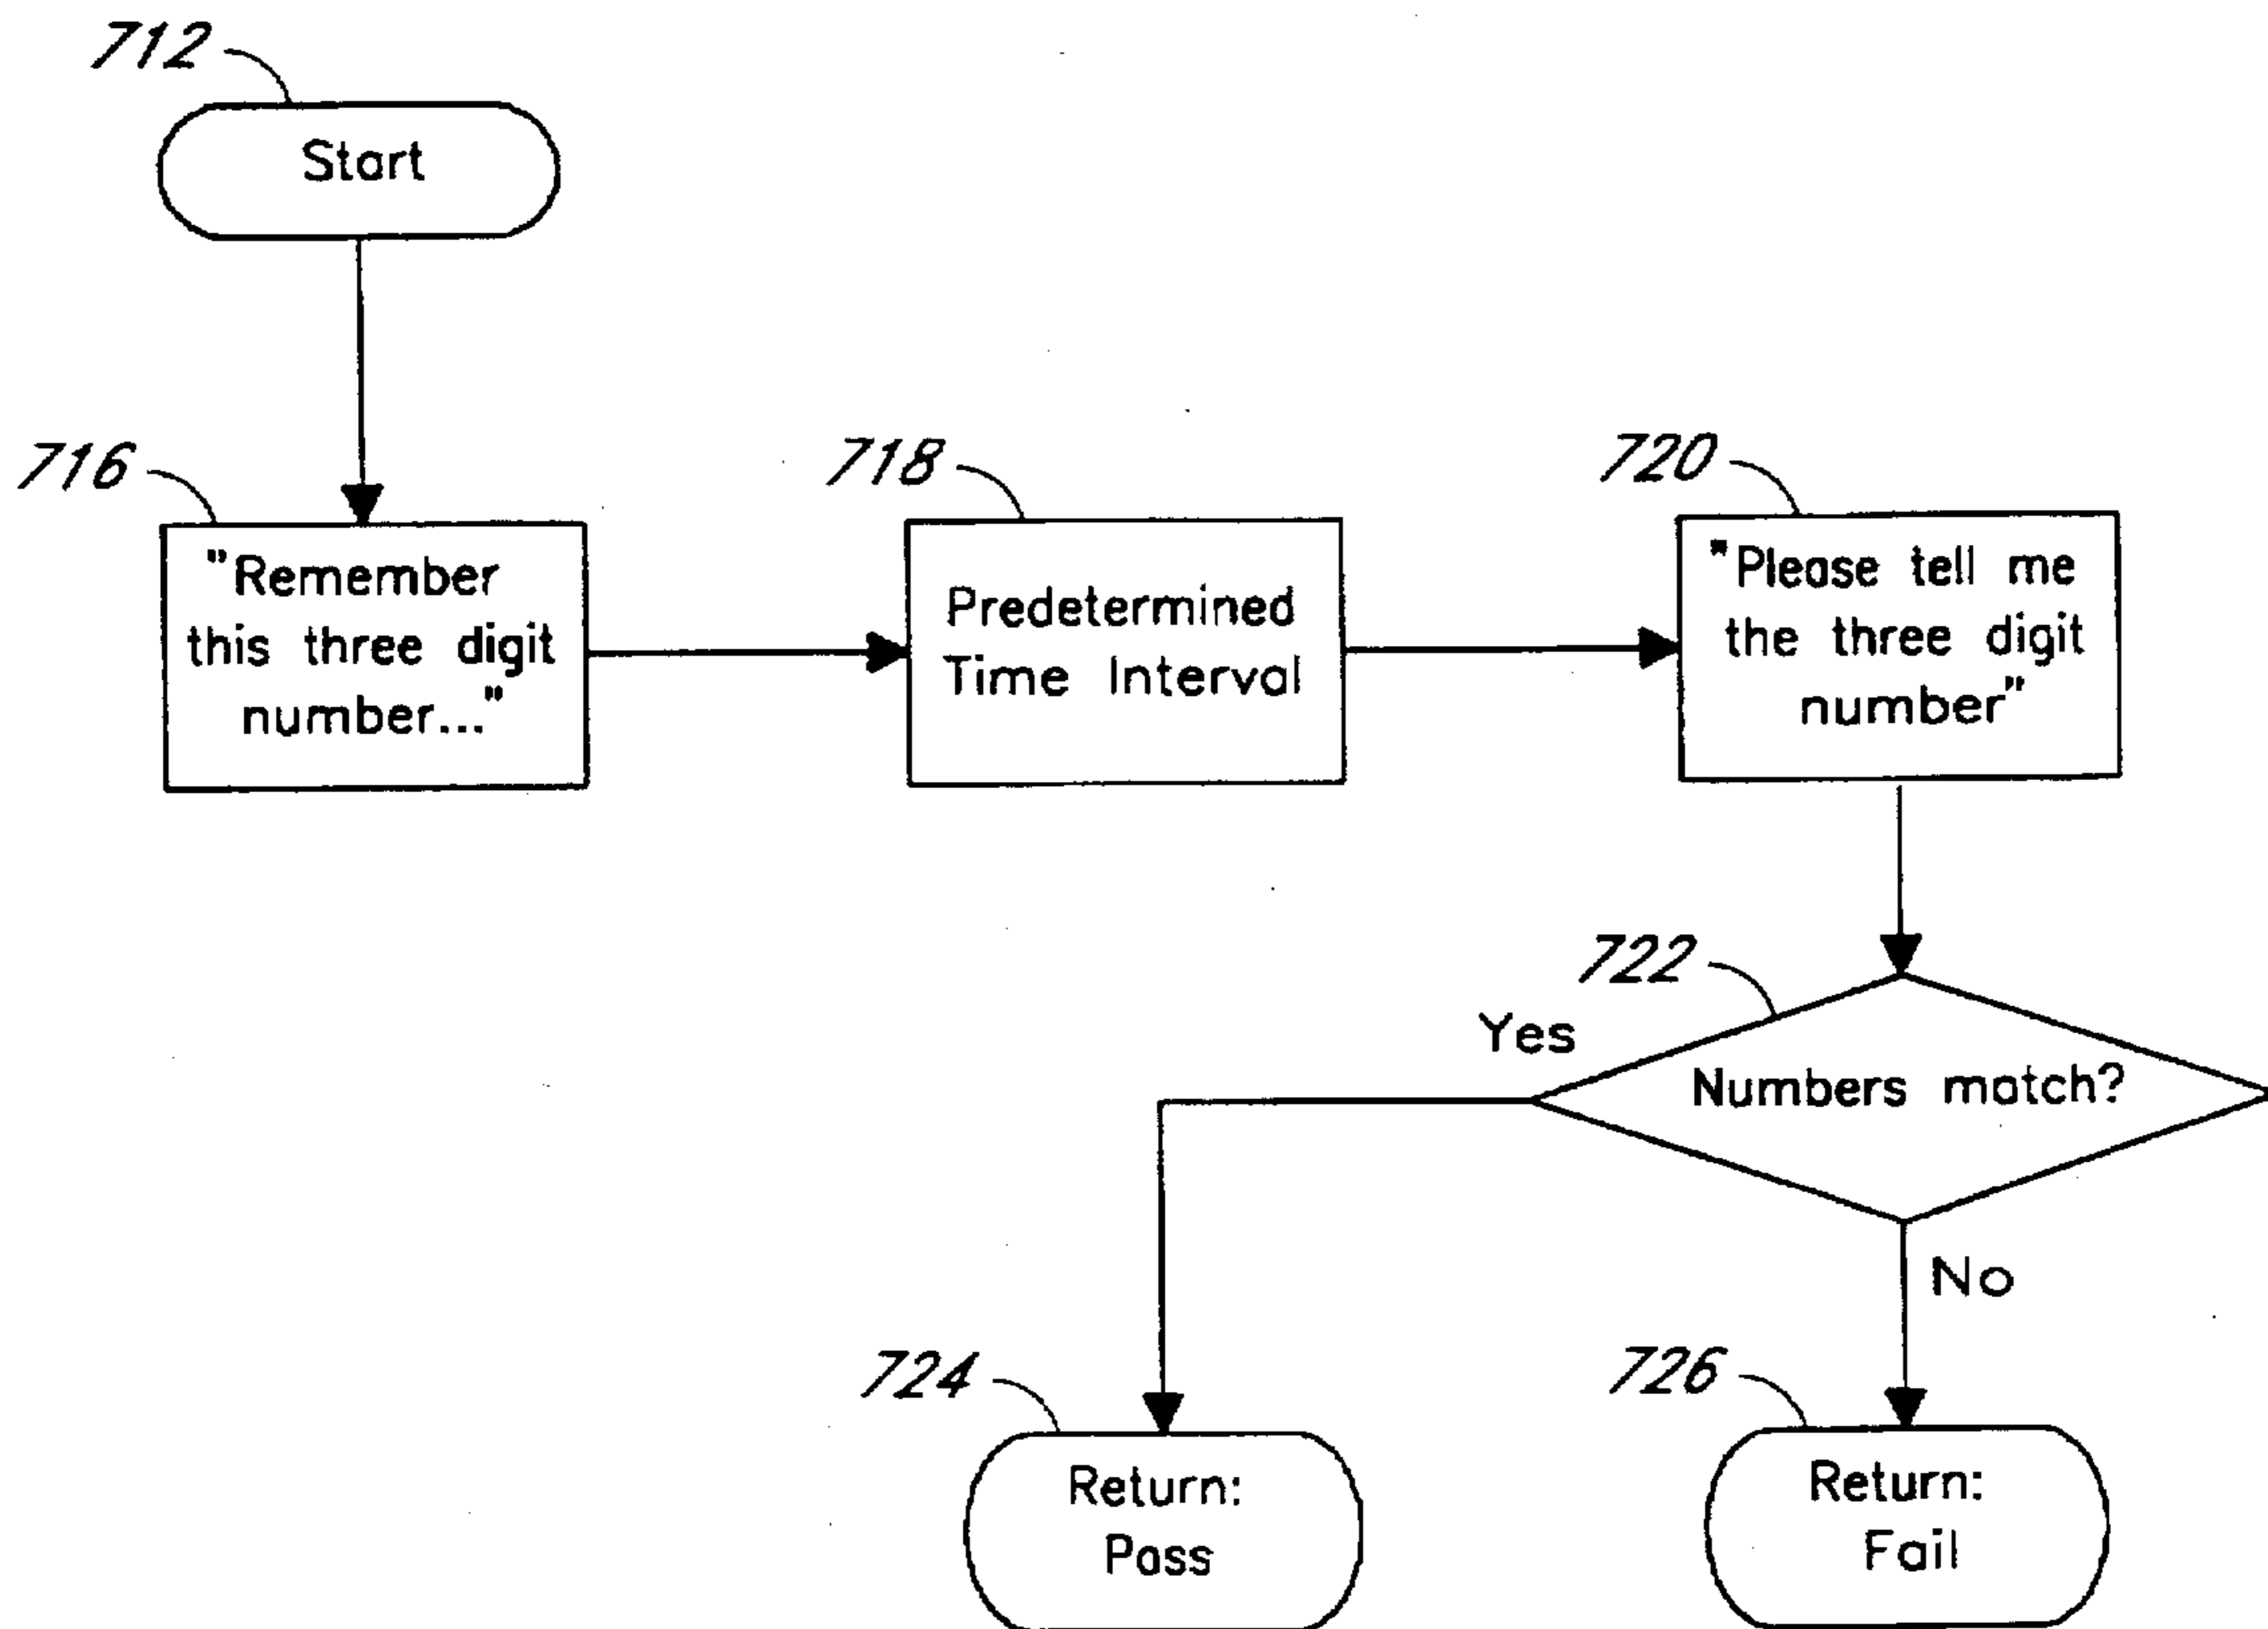 712
Start
716
"Remember
this three digit
number..."
718
Predetermined
Time Interval
720
"Please tell me
the three digit
number"
722
Yes
Numbers match?
No
724
Return:
Pass
726
Return:
Fail